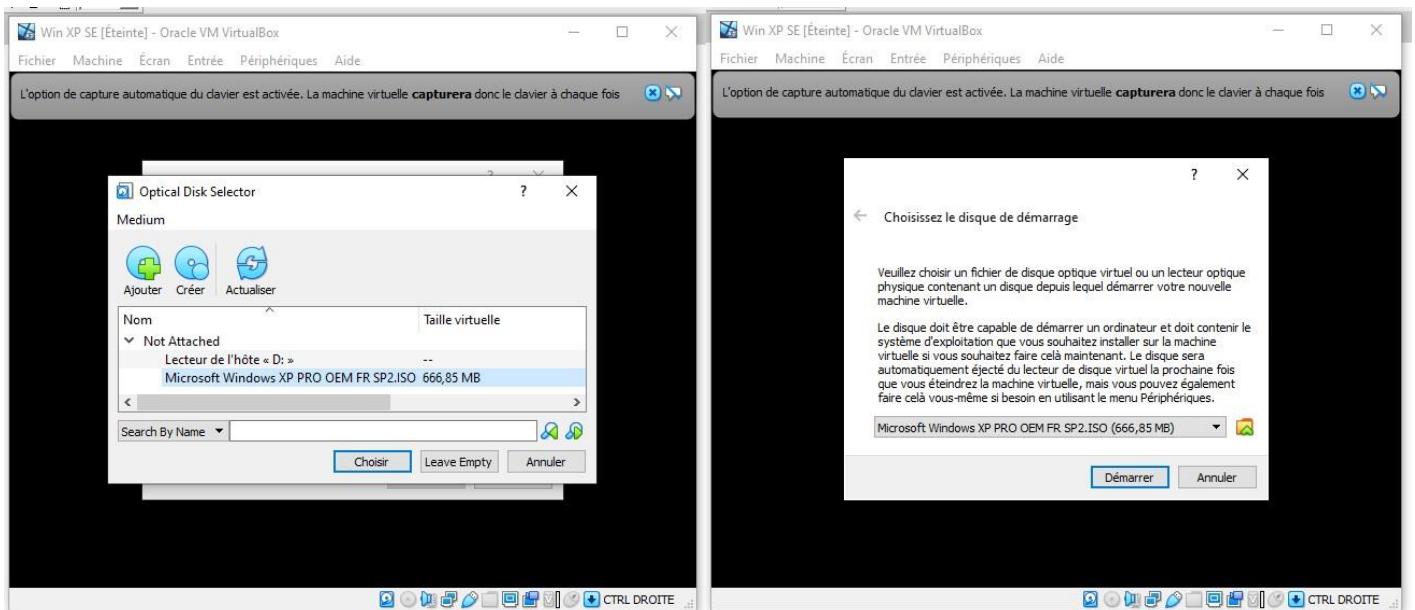 Win XP SE [Éteinte] - Oracle VM VirtualBox
Fichier Machine Écran Entrée Périphériques Aide
L'option de capture automatique du clavier est activée. La machine virtuelle capturera donc le clavier à chaque fois
Optical Disk Selector
?
Medium
Ajouter Créer Actualiser
Nom Taille virtuelle
Not Attached
Lecteur de l'hôte « D: » --
Microsoft Windows XP PRO OEM FR SP2.ISO 666,85 MB
Search By Name
Choisir Leave Empty Annuler
CTRL DROITE
Win XP SE [Éteinte] - Oracle VM VirtualBox
Fichier Machine Écran Entrée Périphériques Aide
L'option de capture automatique du clavier est activée. La machine virtuelle capturera donc le clavier à chaque fois
?
Choisissez le disque de démarrage
Veuillez choisir un fichier de disque optique virtuel ou un lecteur optique
physique contenant un disque depuis lequel démarrer votre nouvelle
machine virtuelle.
Le disque doit être capable de démarrer un ordinateur et doit contenir le
système d'exploitation que vous souhaitez installer sur la machine
virtuelle si vous souhaitez faire celà maintenant. Le disque sera
automatiquement éjecté du lecteur de disque virtuel la prochaine fois
que vous éteindrez la machine virtuelle, mais vous pouvez également
faire celà vous-même si besoin en utilisant le menu Périphériques.
Microsoft Windows XP PRO OEM FR SP2.ISO (666,85 MB)
Démarrer Annuler
CTRL DROITE